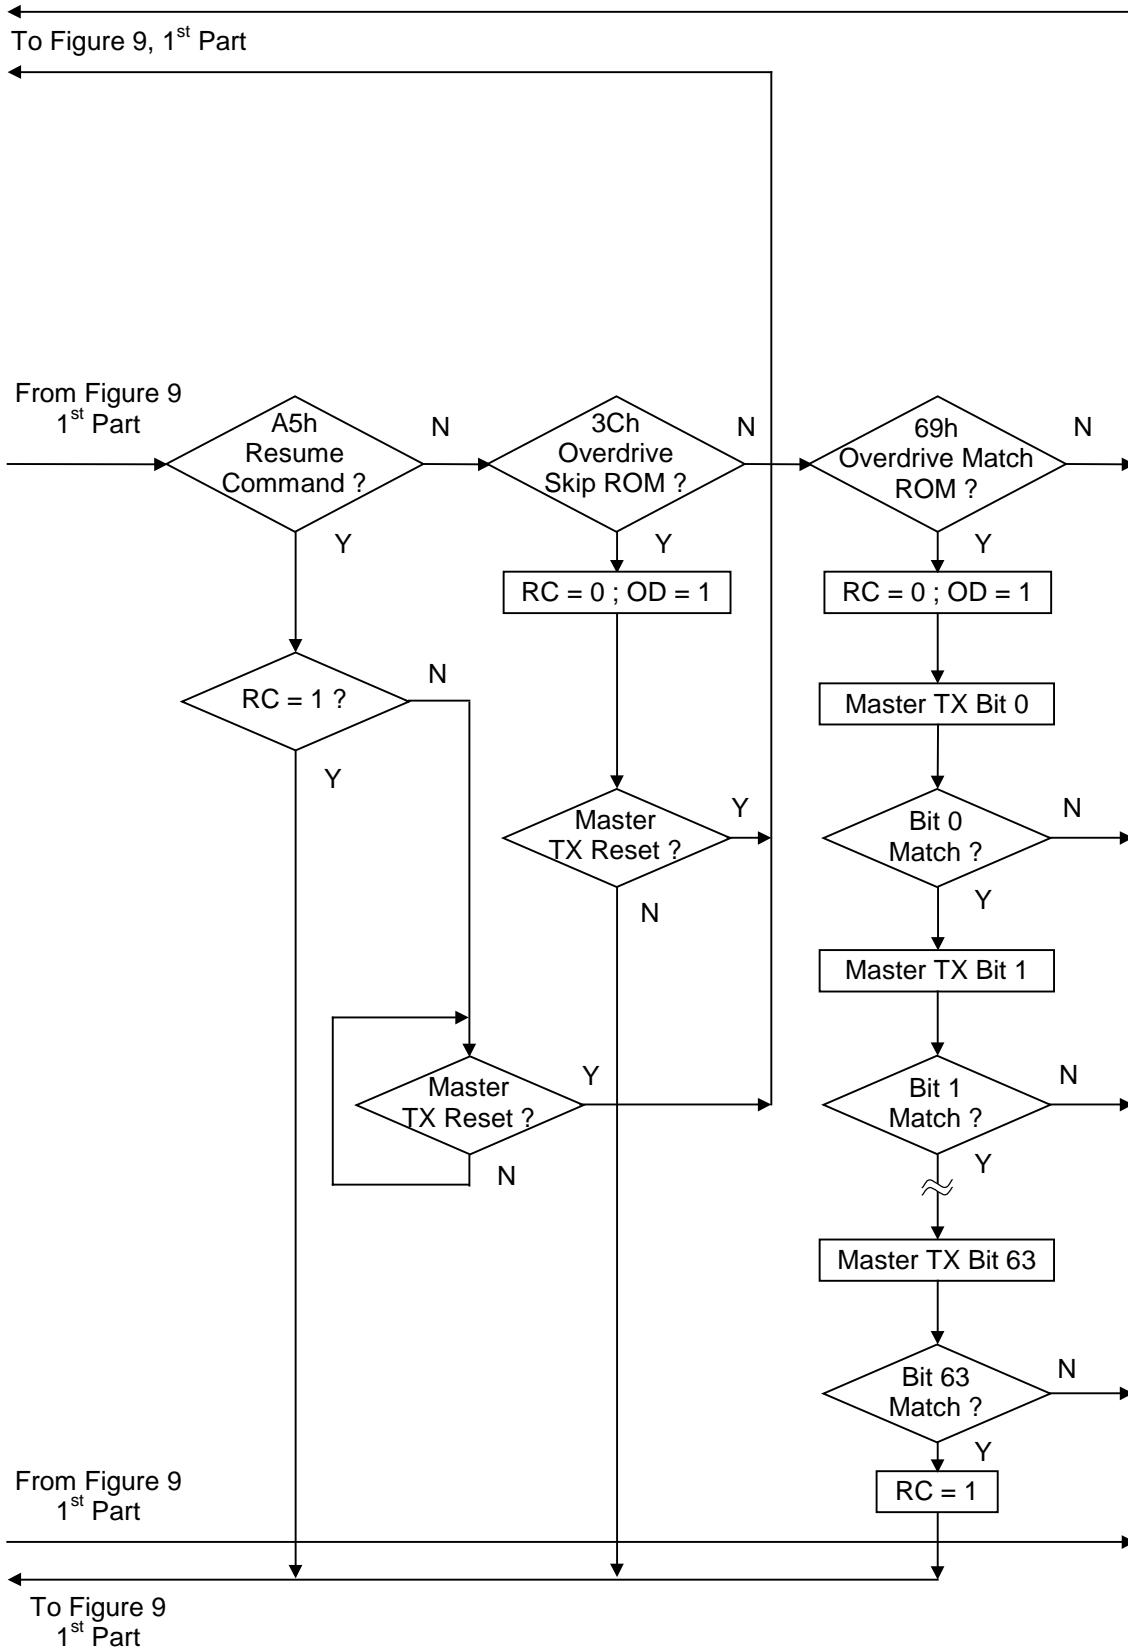 To Figure 9, 1st Part
From Figure 9
1st Part
A5h
Resume
Command ?
N
3Ch
Overdrive
Skip ROM ?
N
69h
Overdrive Match
ROM ?
N
Y
Y
Y
RC = 0 ; OD = 1
RC = 0 ; OD = 1
RC = 1 ?
N
Master TX Bit 0
Y
Master
TX Reset ?
Y
Bit 0
Match ?
N
N
Y
Master TX Bit 1
Master
TX Reset ?
Y
Bit 1
Match ?
N
N
Y
Master TX Bit 63
Bit 63
Match ?
N
Y
From Figure 9
1st Part
RC = 1
To Figure 9
1st Part